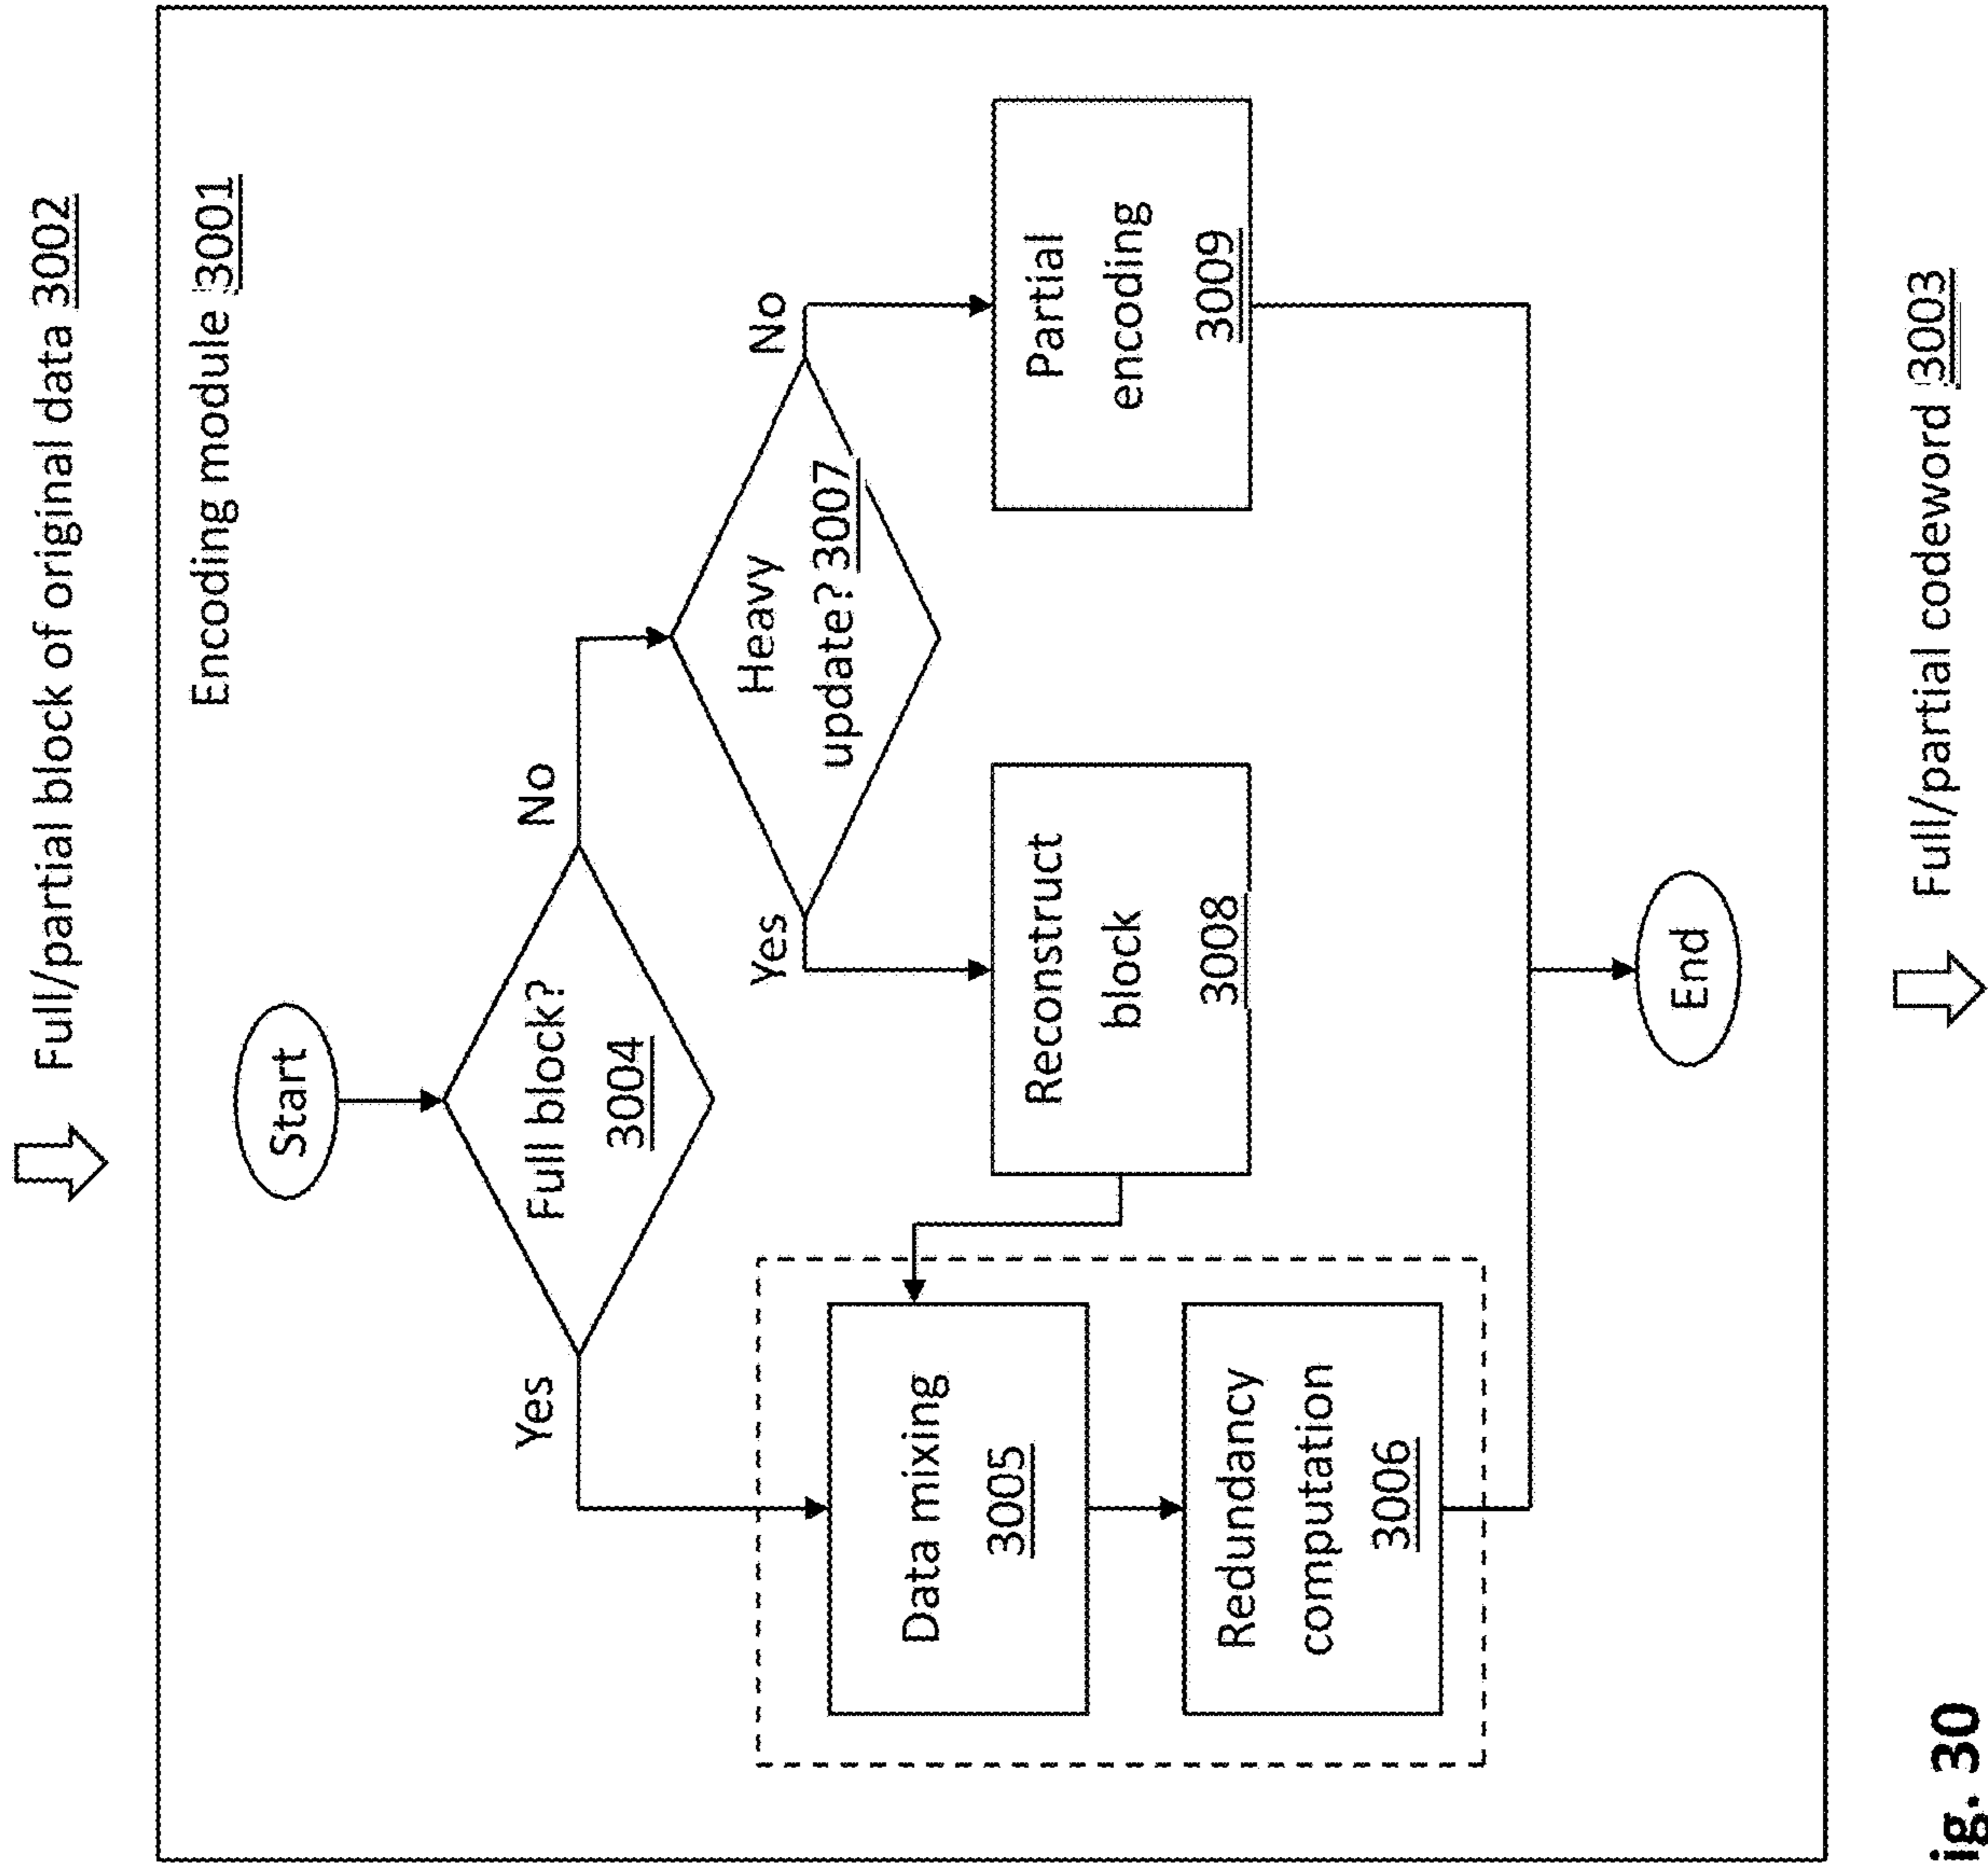 Full/partial block of original data 3002
Encoding module 3001
Start
Full block?
3004
Yes
No
Heavy
update? 3007
Yes
No
Data mixing
3005
Reconstruct
block
3008
Partial
encoding
3009
Redundancy
computation
3006
End
Full/partial codeword 3003
ig. 30